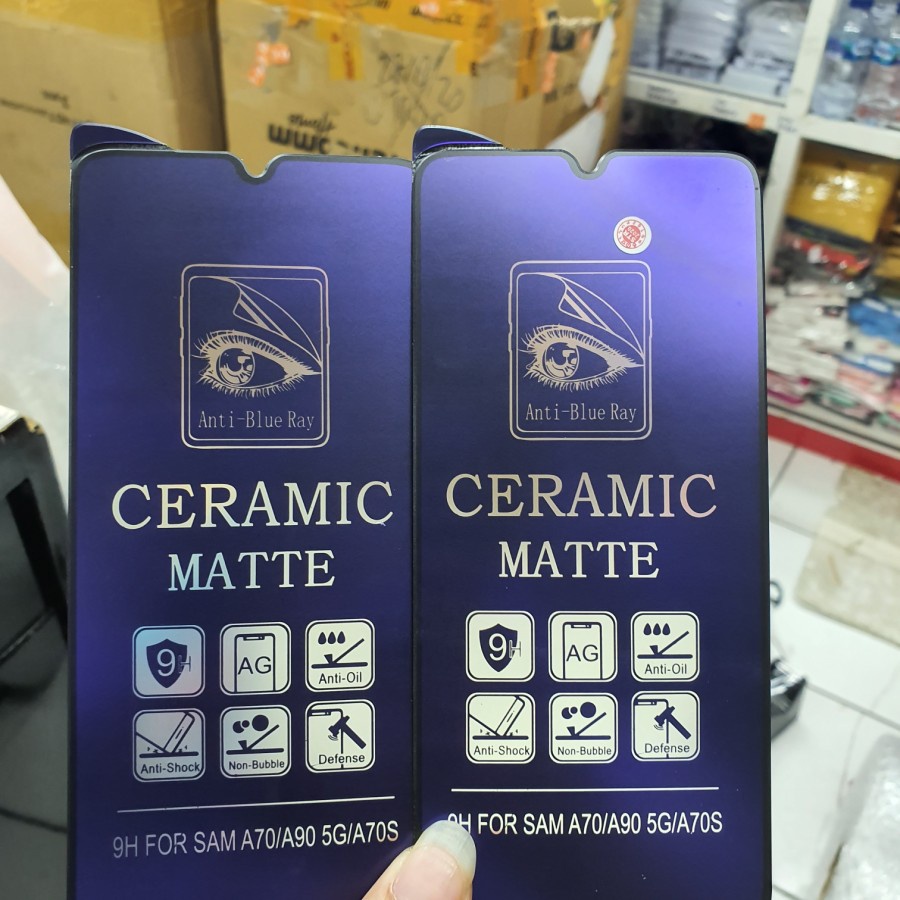 Anti-Blue Ray
CERAMIC
MATTE
9H
AG
Anti-Oil
Anti-Shock
Non-Bubble
Defense
9H FOR SAM A70/A90 5G/A70S
Anti-Blue Ray
CERAMIC
MATTE
9H
AG
Anti-Oil
Anti-Shock
Non-Bubble
Defense
9H FOR SAM A70/A90 5G/A70S